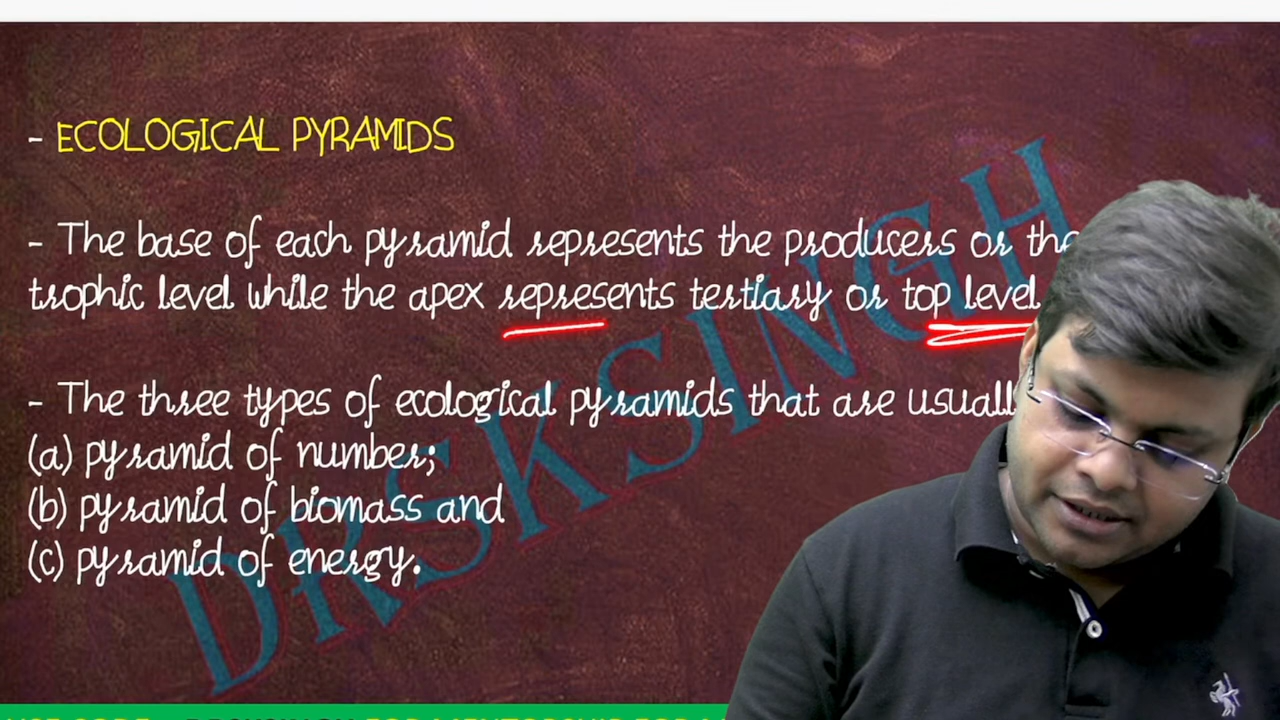 - ECOLOGICAL PYRAMIDS
- The base of each pyramid represents the producers or the
trophic level while the apex represents tertiary or top level
- The three types of ecological pyramids that are
(a) pyramid of number;
(b) pyramid of biomass and
(c) pyramid of energy.
DRSKSINGH